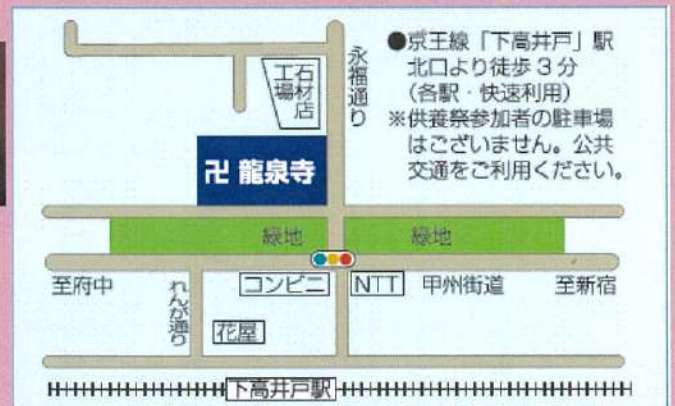 ●京王線「下高井戸」駅
北口より徒歩3分
(各駅・快速利用)
※供養祭参加者の駐車場
はございません。公共
交通をご利用ください。
永福通り
石材店
工場
卍 龍泉寺
緑地
緑地
至府中
れんが通り
コンビニ
NTT
甲州街道
至新宿
花屋
下高井戸駅